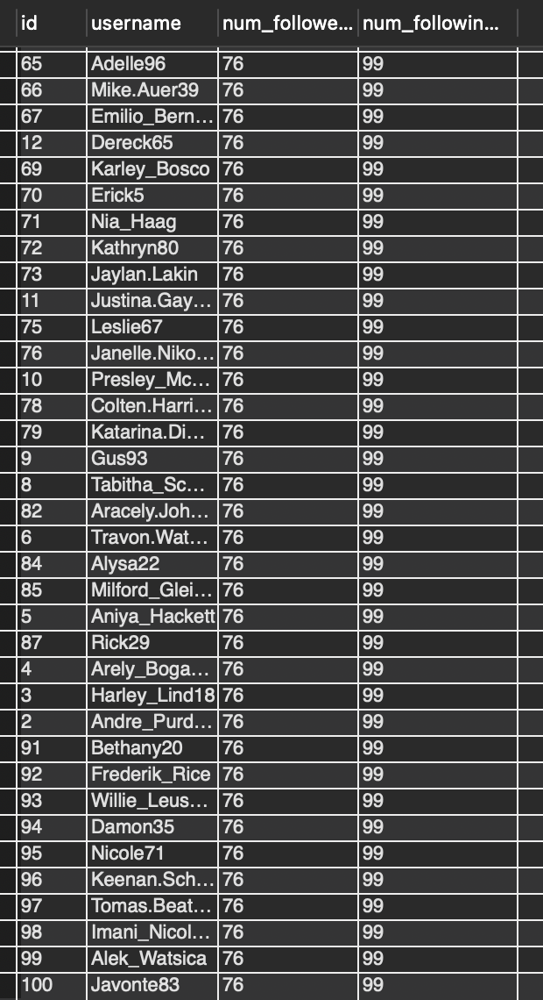 id username num_followe... num_followin...
65 Adelle96 76 99
66 Mike.Auer39 76 99
67 Emilio_Bern... 76 99
12 Dereck65 76 99
69 Karley_Bosco 76 99
70 Erick5 76 99
71 Nia_Haag 76 99
72 Kathryn80 76 99
73 Jaylan.Lakin 76 99
11 Justina.Gay... 76 99
75 Leslie67 76 99
76 Janelle.Niko... 76 99
10 Presley_Mc... 76 99
78 Colten.Harri... 76 99
79 Katarina.Di... 76 99
9 Gus93 76 99
8 Tabitha_Sc... 76 99
82 Aracely.Joh... 76 99
6 Travon.Wat... 76 99
84 Alysa22 76 99
85 Milford_Glei... 76 99
5 Aniya_Hackett 76 99
87 Rick29 76 99
4 Arely_Boga... 76 99
3 Harley_Lind18 76 99
2 Andre_Purd... 76 99
91 Bethany20 76 99
92 Frederik_Rice 76 99
93 Willie_Leus... 76 99
94 Damon35 76 99
95 Nicole71 76 99
96 Keenan.Sch... 76 99
97 Tomas.Beat... 76 99
98 Imani_Nicol... 76 99
99 Alek_Watsica 76 99
100 Javonte83 76 99